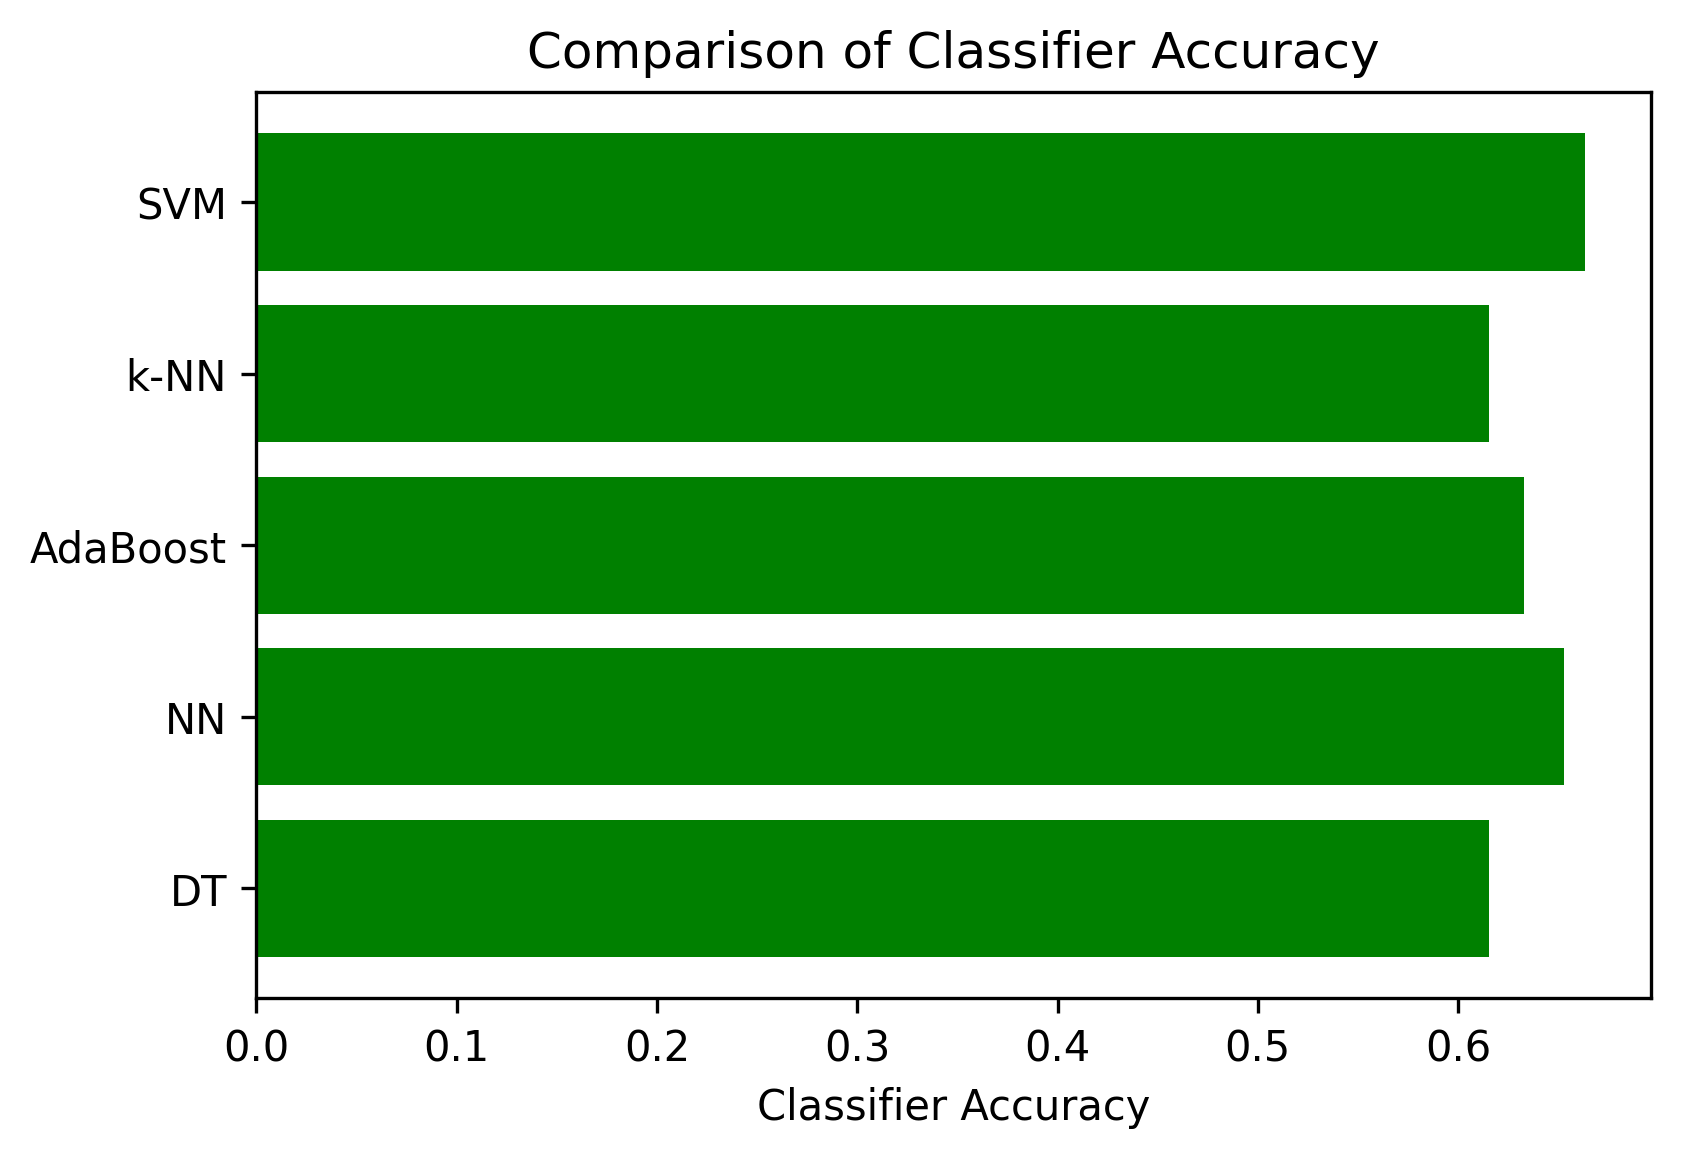 Comparison of Classifier Accuracy
SVM
k-NN
AdaBoost
NN
DT
0.0 0.1 0.2 0.3 0.4 0.5 0.6
Classifier Accuracy